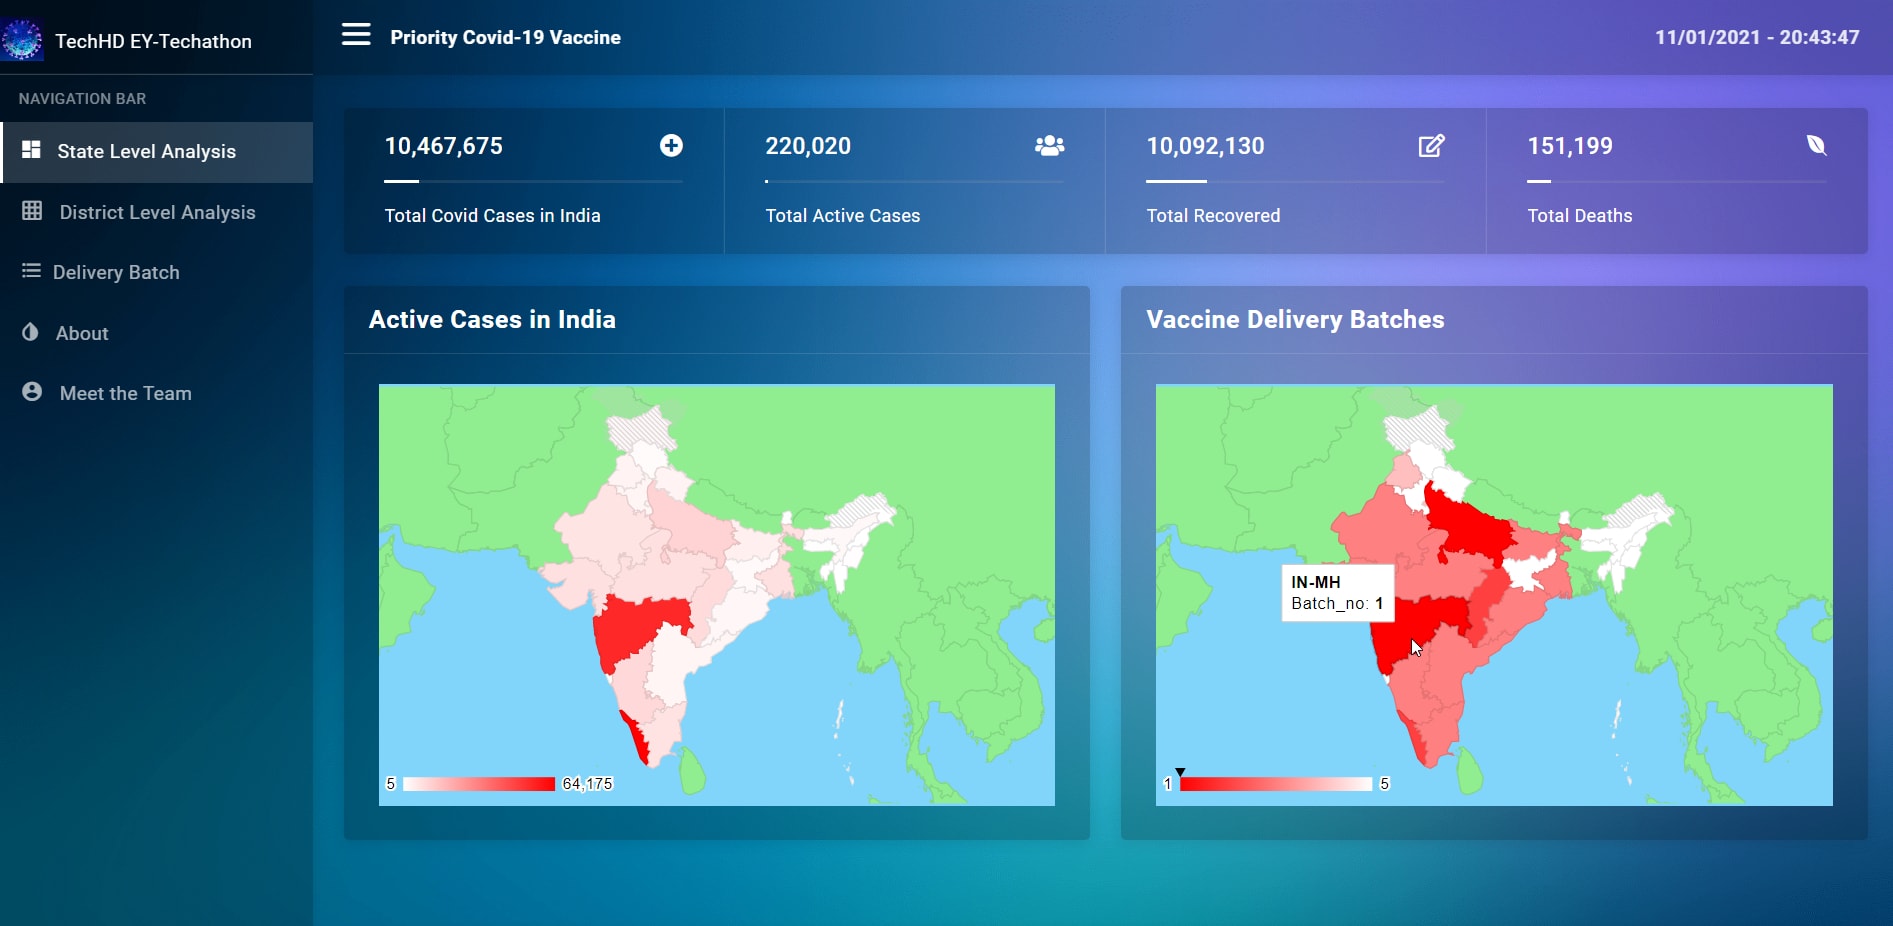 TechHD EY-Techathon
Priority Covid-19 Vaccine
11/01/2021 - 20:43:47
NAVIGATION BAR
State Level Analysis
District Level Analysis
Delivery Batch
About
Meet the Team
10,467,675
Total Covid Cases in India
220,020
Total Active Cases
10,092,130
Total Recovered
151,199
Total Deaths
Active Cases in India
5
64,175
Vaccine Delivery Batches
IN-MH
Batch_no: 1
1
5